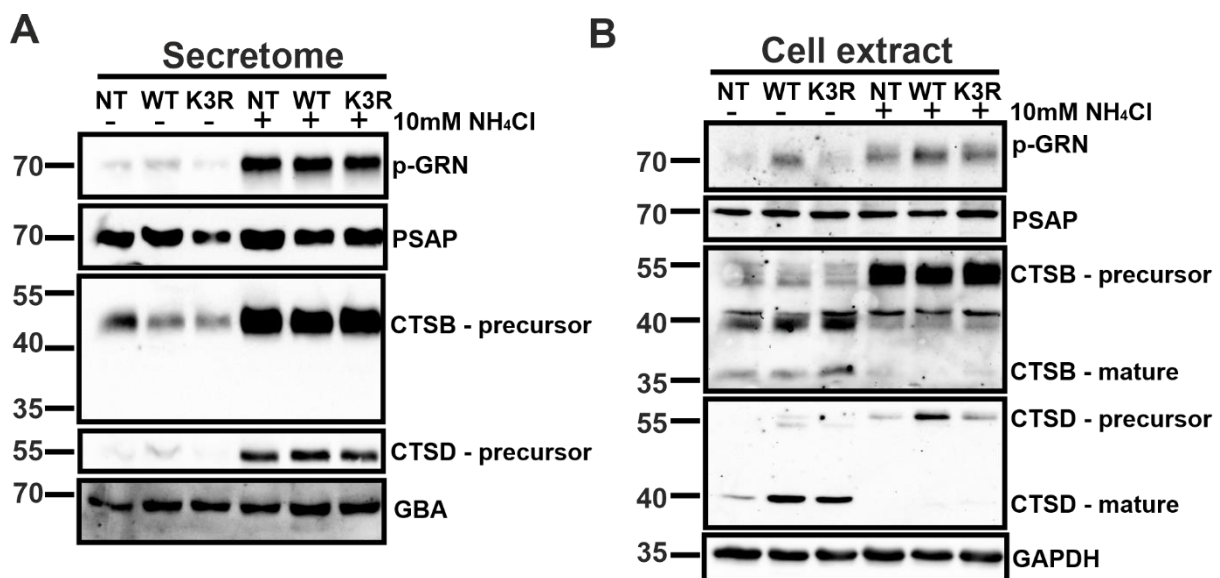 A
Secretome
NT WT K3R NT WT K3R
- - - + + + 10mM NH₄Cl
70 p-GRN
70 PSAP
55
CTSB - precursor
40
35
55 CTSD - precursor
70
GBA
B
Cell extract
NT WT K3R NT WT K3R
- - - + + + 10mM NH₄Cl
p-GRN
70
70
PSAP
55 CTSB - precursor
40
35 CTSB - mature
55 CTSD - precursor
40 CTSD - mature
35 GAPDH